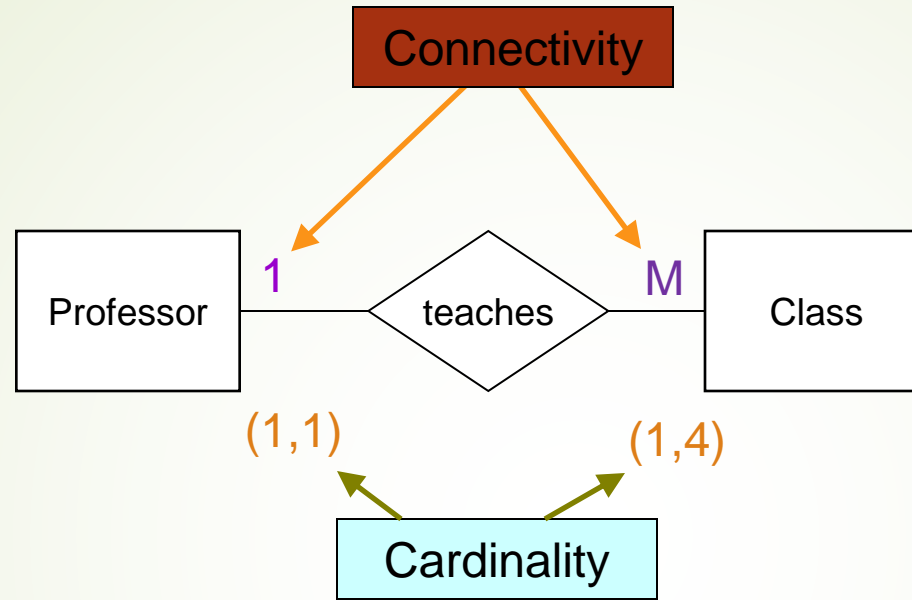 Connectivity
1
M
Professor
teaches
Class
(1,1)
(1,4)
Cardinality